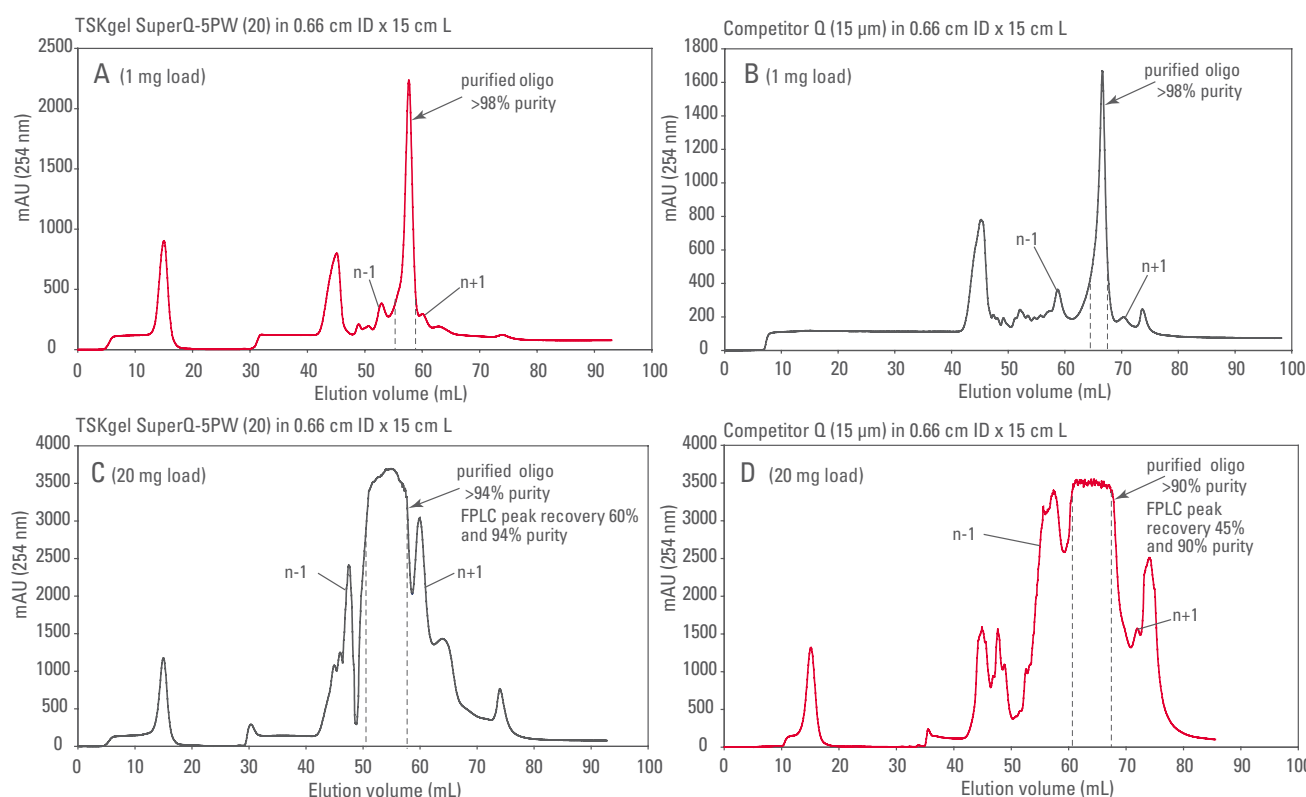 TSKgel SuperQ-5PW (20) in 0.66 cm ID x 15 cm L
2500
2000
1500
1000
500
0
mAU (254 nm)
A (1 mg load)
purified oligo
>98% purity
n-1
n+1
0 10 20 30 40 50 60 70 80 90 100
Elution volume (mL)
Competitor Q (15 µm) in 0.66 cm ID x 15 cm L
1800
1600
1400
1200
1000
800
600
400
200
0
mAU (254 nm)
B (1 mg load)
purified oligo
>98% purity
n-1
n+1
0 10 20 30 40 50 60 70 80 90 100
Elution volume (mL)
TSKgel SuperQ-5PW (20) in 0.66 cm ID x 15 cm L
4000
3500
3000
2500
2000
1500
1000
500
0
mAU (254 nm)
C (20 mg load)
purified oligo
>94% purity
FPLC peak recovery 60%
and 94% purity
n-1
n+1
0 10 20 30 40 50 60 70 80 90 100
Elution volume (mL)
Competitor Q (15 µm) in 0.66 cm ID x 15 cm L
4000
3500
3000
2500
2000
1500
1000
500
0
mAU (254 nm)
D (20 mg load)
purified oligo
>90% purity
FPLC peak
recovery 45%
and 90% purity
n-1
n+1
0 10 20 30 40 50 60 70 80 90 100
Elution volume (mL)